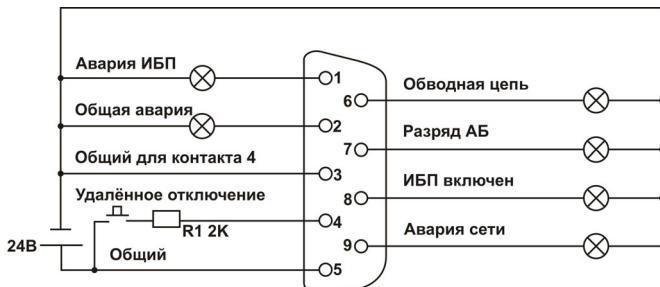 Авария ИБП
1
Обводная цепь
6
Общая авария
2
Разряд АБ
7
Общий для контакта 4
3
ИБП включен
8
Удалённое отключение
4
R1 2K
Авария сети
9
24В
Общий
5